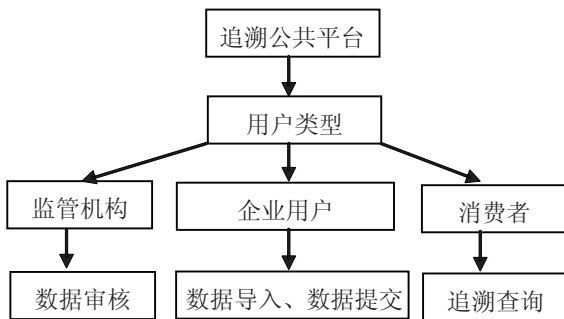 追溯公共平台
用户类型
监管机构
企业用户
消费者
数据审核
数据导入、数据提交
追溯查询